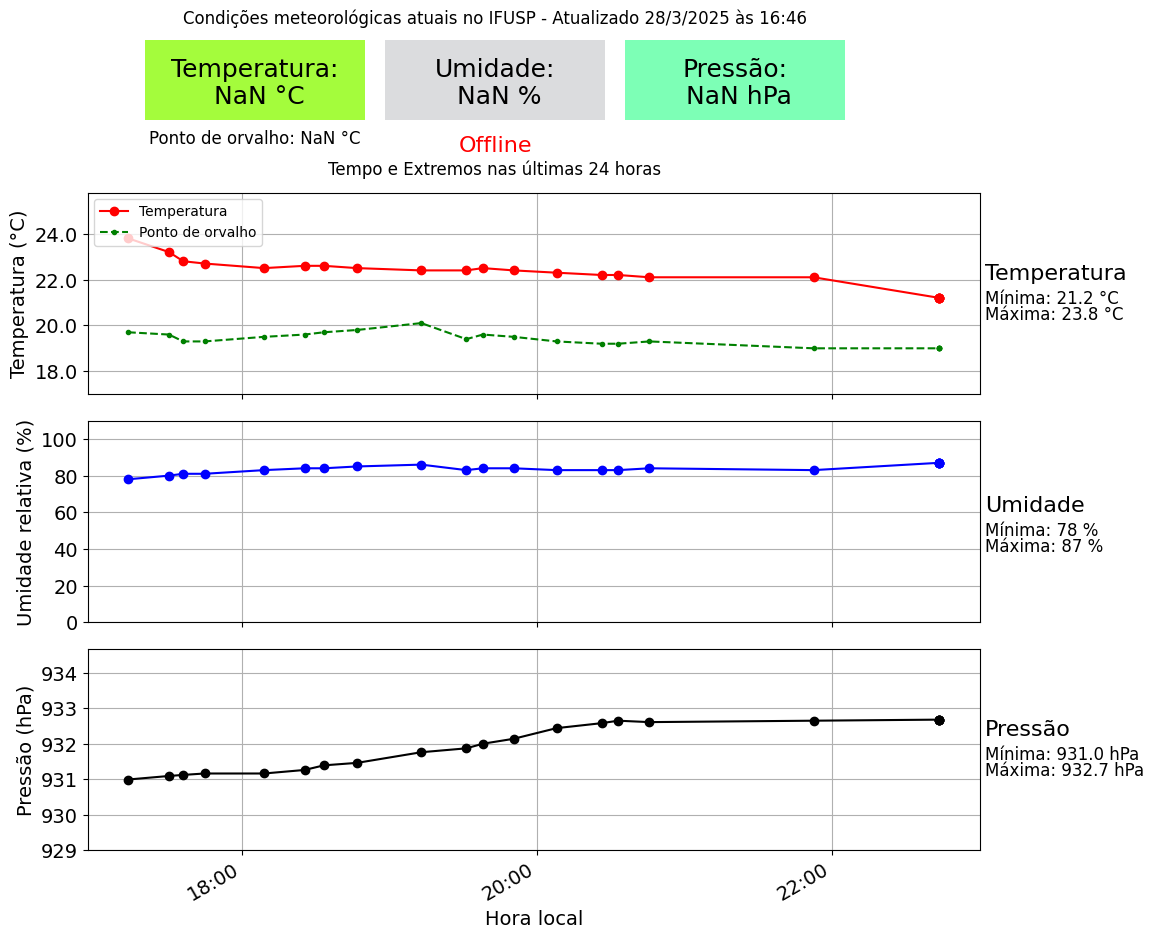 Condições meteorológicas atuais no IFUSP - Atualizado 28/3/2025 às 16:46
Temperatura:
NaN °C
Umidade:
NaN %
Pressão:
NaN hPa
Ponto de orvalho: NaN °C
Offline
Tempo e Extremos nas últimas 24 horas
Temperatura (°C)
24.0
22.0
20.0
18.0
Temperatura
Ponto de orvalho
Temperatura
Mínima: 21.2 °C
Máxima: 23.8 °C
Umidade relativa (%)
100
80
60
40
20
0
Umidade
Mínima: 78 %
Máxima: 87 %
Pressão (hPa)
934
933
932
931
930
929
Pressão
Mínima: 931.0 hPa
Máxima: 932.7 hPa
18:00
20:00
22:00
Hora local